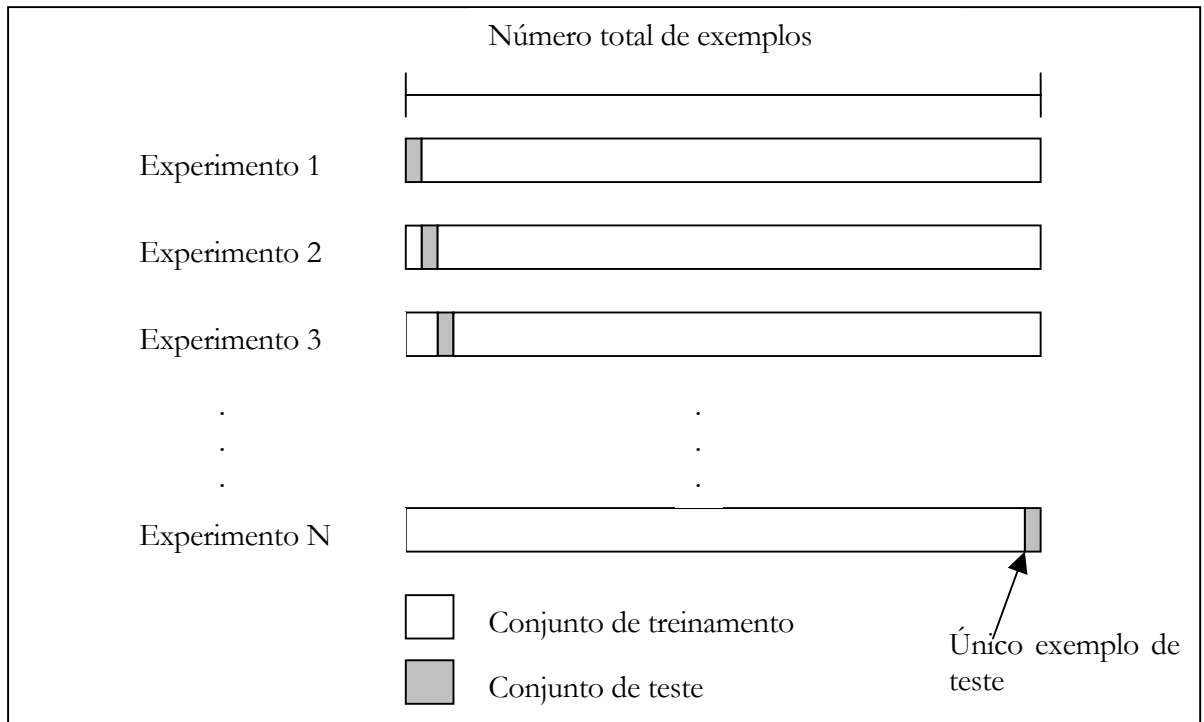 Número total de exemplos
Experimento 1
Experimento 2
Experimento 3
. .
. .
. .
Experimento N
Conjunto de treinamento
Único exemplo de
teste
Conjunto de teste